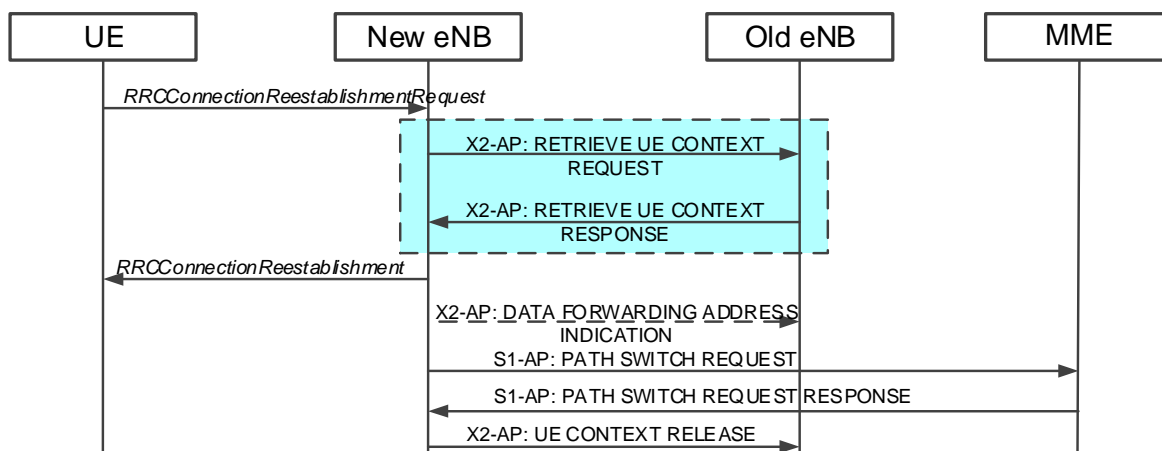 UE
New eNB
Old eNB
MME
RRCConnectionReestablishmentRequest
X2-AP: RETRIEVE UE CONTEXT
REQUEST
X2-AP: RETRIEVE UE CONTEXT
RESPONSE
RRCConnectionReestablishment
X2-AP: DATA FORWARDING ADDRESS
INDICATION
S1-AP: PATH SWITCH REQUEST
S1-AP: PATH SWITCH REQUEST RESPONSE
X2-AP: UE CONTEXT RELEASE